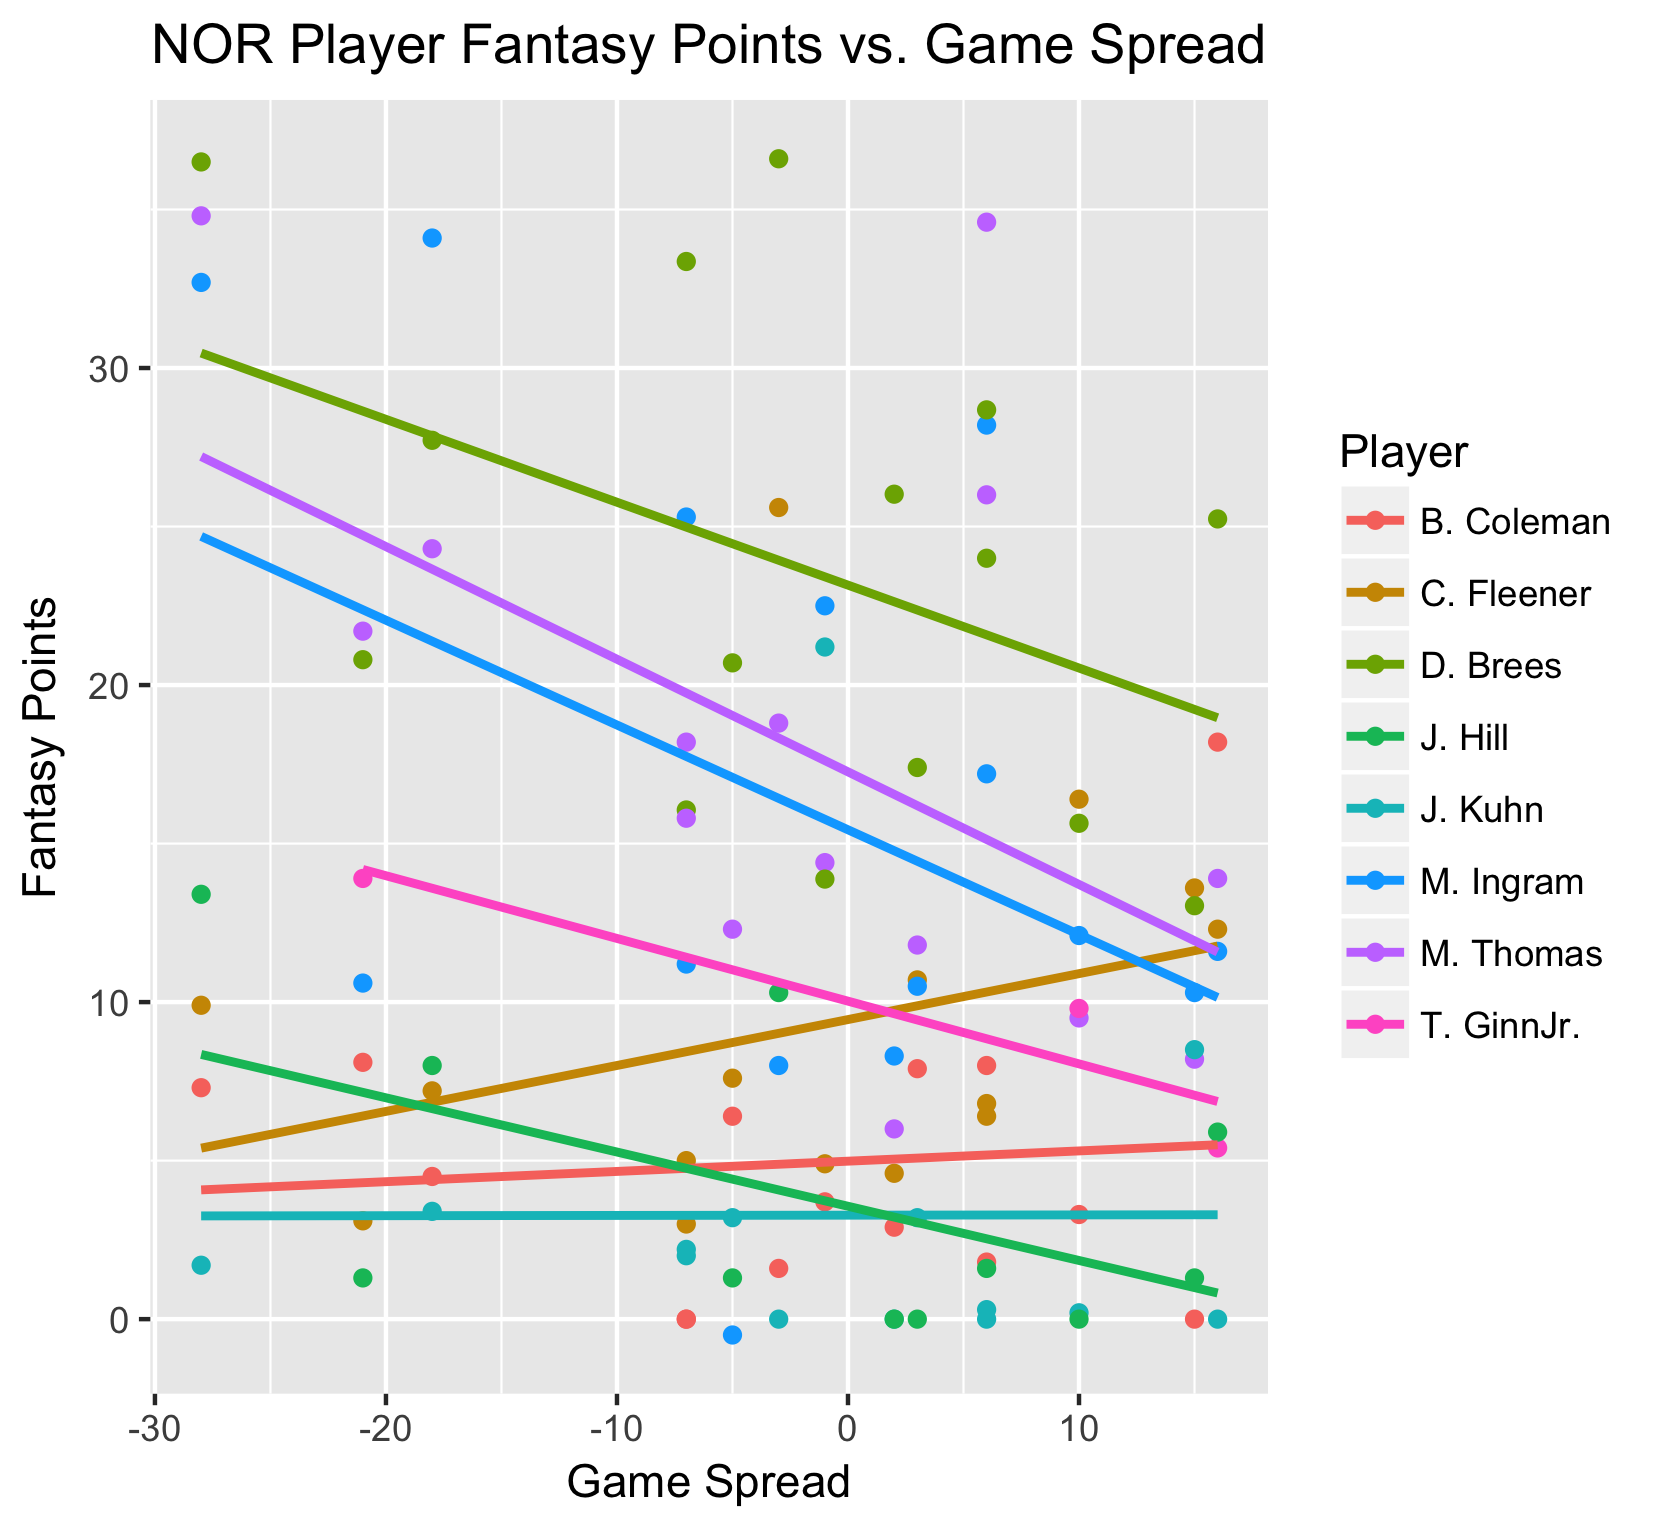 NOR Player Fantasy Points vs. Game Spread
Fantasy Points
30
20
10
0
-30 -20 -10 0 10
Game Spread
Player
B. Coleman
C. Fleener
D. Brees
J. Hill
J. Kuhn
M. Ingram
M. Thomas
T. GinnJr.